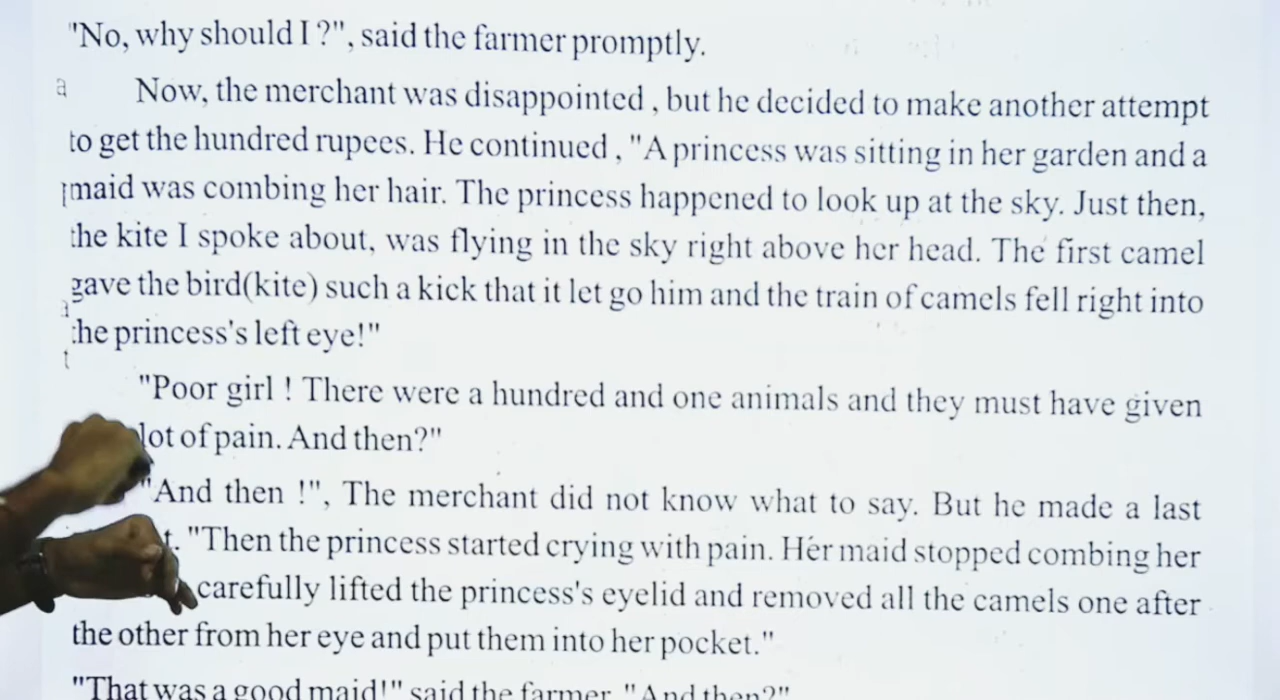 "No, why should I ?", said the farmer promptly.
Now, the merchant was disappointed , but he decided to make another attempt
to get the hundred rupees. He continued , "A princess was sitting in her garden and a
maid was combing her hair. The princess happened to look up at the sky. Just then,
the kite I spoke about, was flying in the sky right above her head. The first camel
gave the bird(kite) such a kick that it let go him and the train of camels fell right into
the princess's left eye!"
"Poor girl ! There were a hundred and one animals and they must have given
lot of pain. And then?"
"And then !", The merchant did not know what to say. But he made a last
"Then the princess started crying with pain. Her maid stopped combing her
carefully lifted the princess's eyelid and removed all the camels one after
the other from her eye and put them into her pocket."
"That was a good maid!" said the farmer. "And then?"